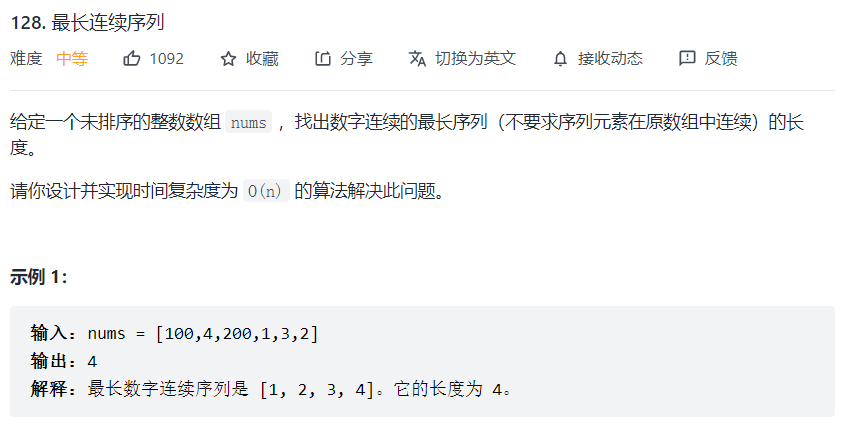 128. 最长连续序列
难度 中等 1092 收藏 分享 切换为英文 接收动态 反馈
给定一个未排序的整数数组 nums ，找出数字连续的最长序列（不要求序列元素在原数组中连续）的长
度。
请你设计并实现时间复杂度为 O(n) 的算法解决此问题。
示例 1：
输入：nums = [100,4,200,1,3,2]
输出：4
解释：最长数字连续序列是 [1, 2, 3, 4]。它的长度为 4。